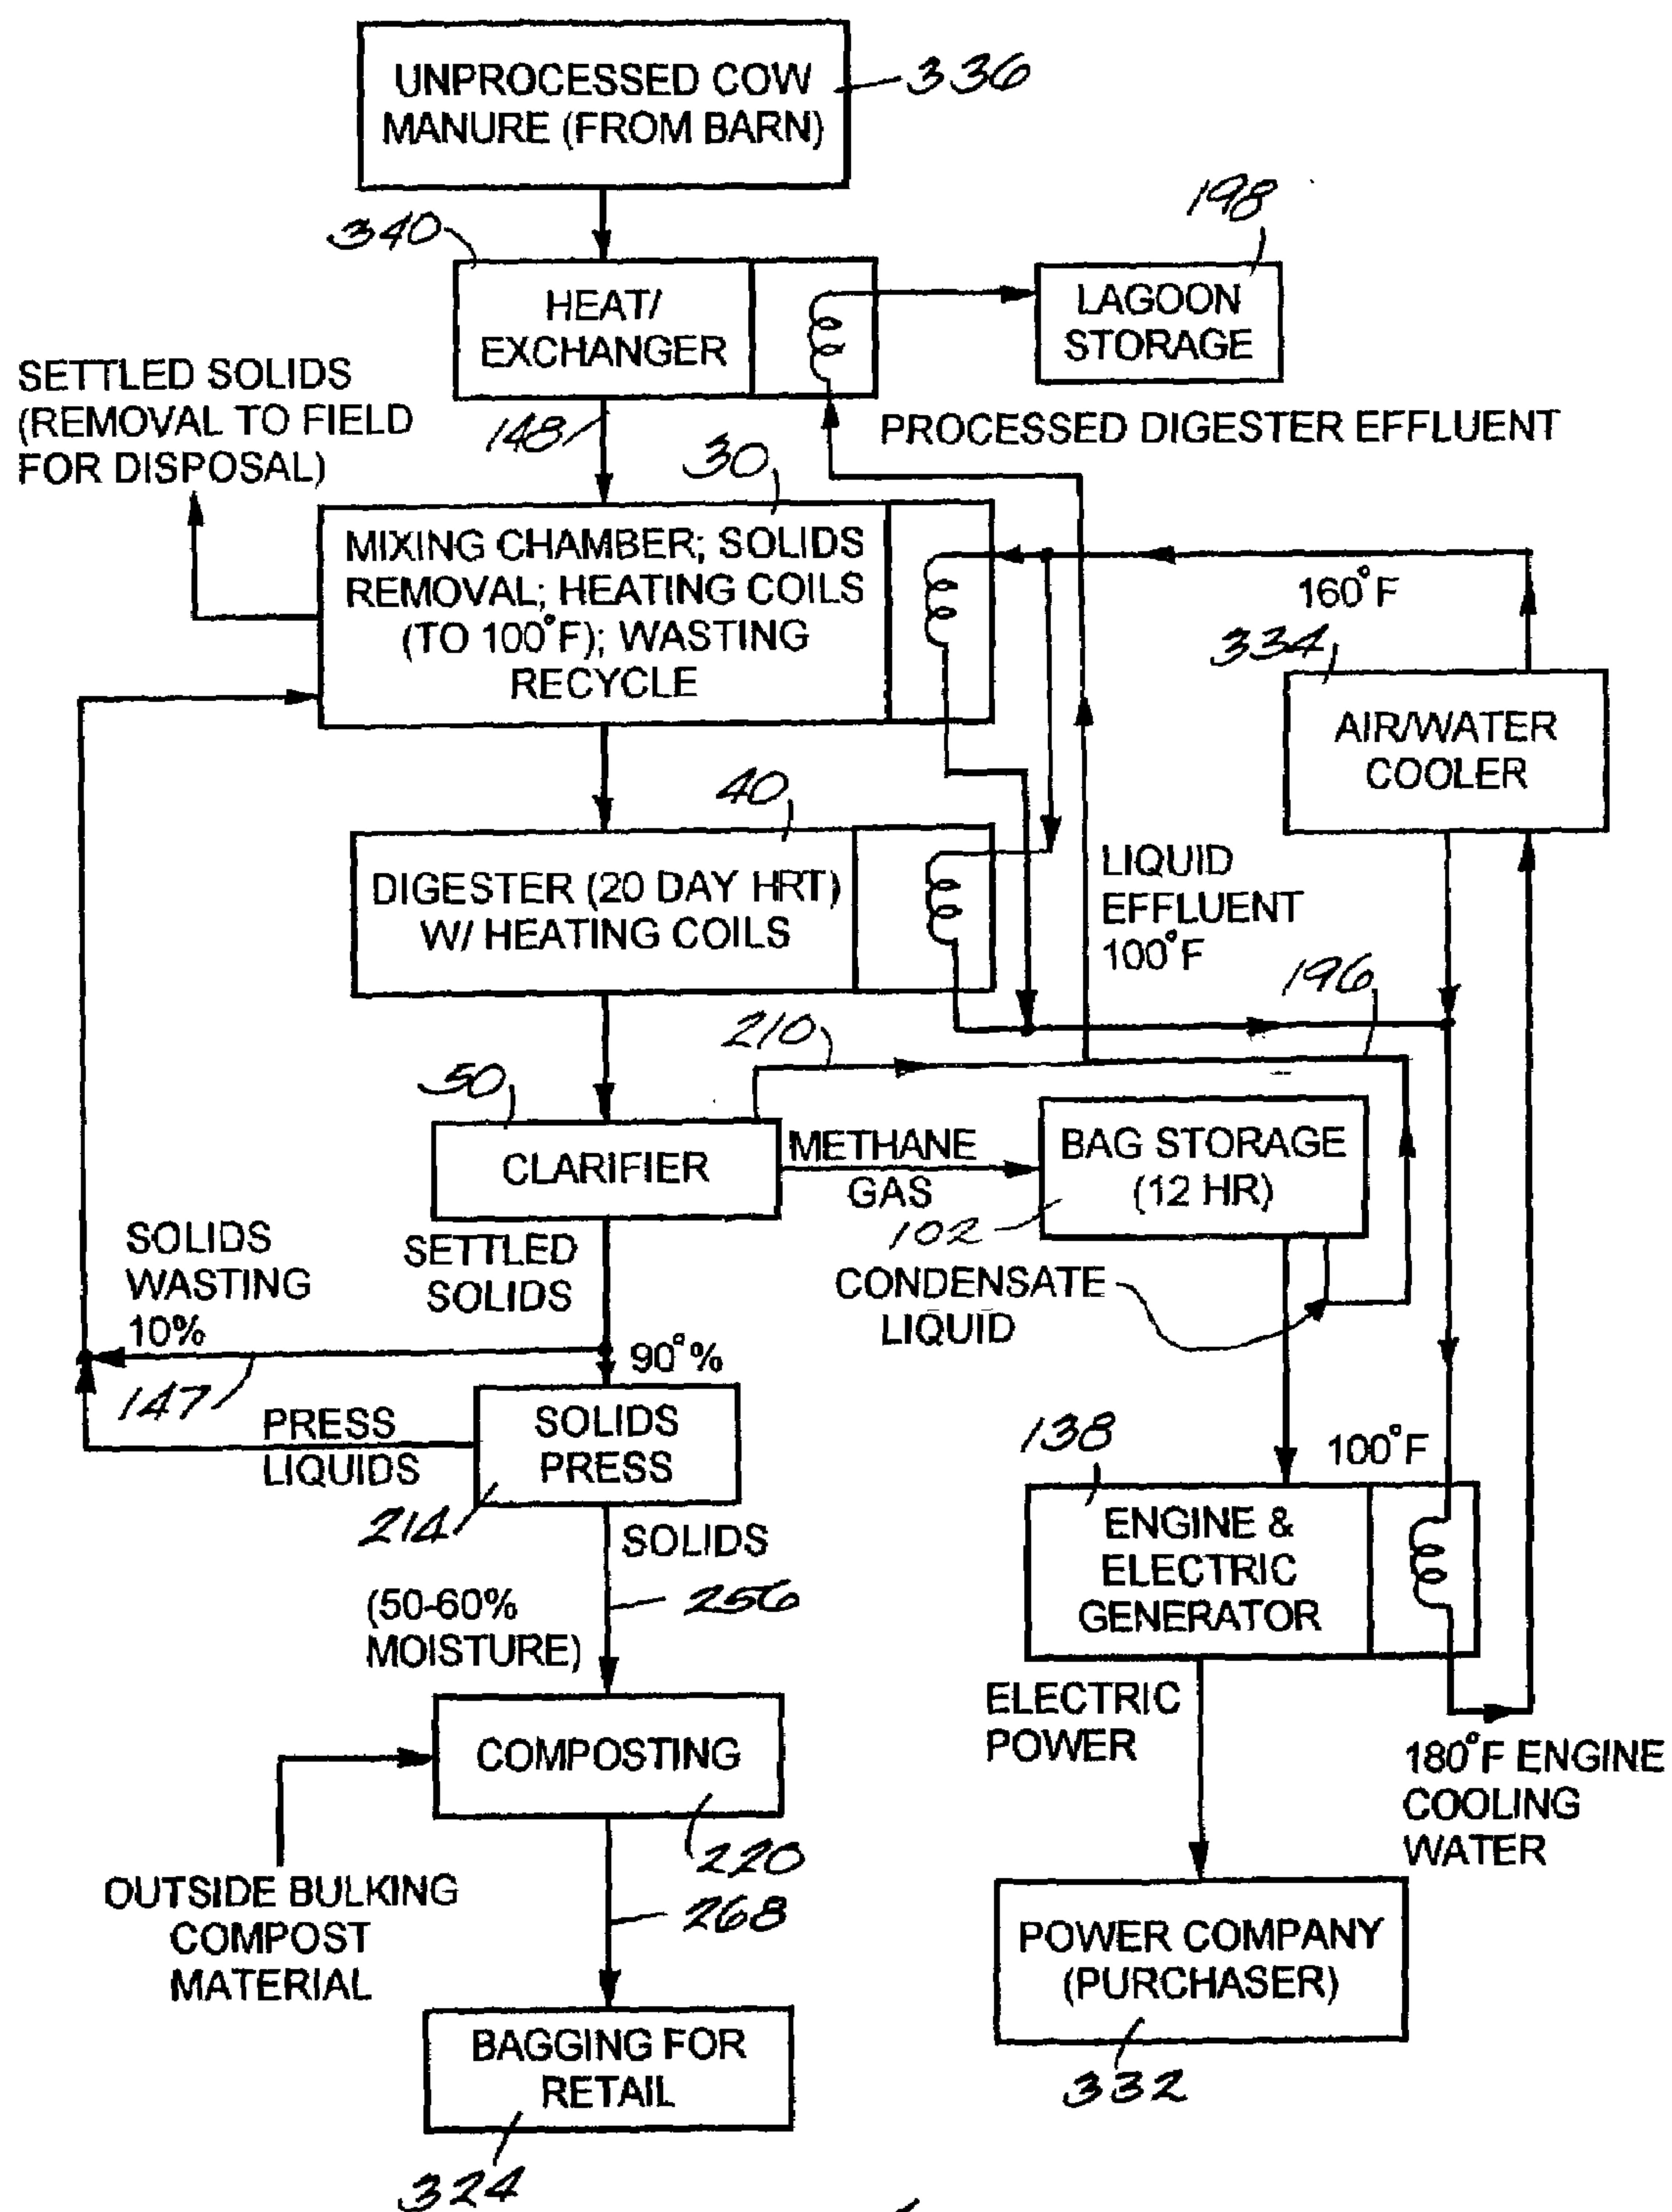 UNPROCESSED COW
MANURE (FROM BARN)
336
340
HEAT/
EXCHANGER
198
LAGOON
STORAGE
SETTLED SOLIDS
(REMOVAL TO FIELD
FOR DISPOSAL)
148
PROCESSED DIGESTER EFFLUENT
30
MIXING CHAMBER; SOLIDS
REMOVAL; HEATING COILS
(TO 100°F); WASTING
RECYCLE
160°F
334
AIR/WATER
COOLER
40
DIGESTER (20 DAY HRT)
W/ HEATING COILS
LIQUID
EFFLUENT
100°F
196
210
50
CLARIFIER
METHANE
GAS
BAG STORAGE
(12 HR)
102
SOLIDS
WASTING
10%
SETTLED
SOLIDS
CONDENSATE
LIQUID
90°%
147
PRESS
LIQUIDS
SOLIDS
PRESS
214
138
100°F
ENGINE &
ELECTRIC
GENERATOR
SOLIDS
256
(50-60%
MOISTURE)
ELECTRIC
POWER
COMPOSTING
180°F ENGINE
COOLING
WATER
220
OUTSIDE BULKING
COMPOST
MATERIAL
268
POWER COMPANY
(PURCHASER)
332
BAGGING FOR
RETAIL
324